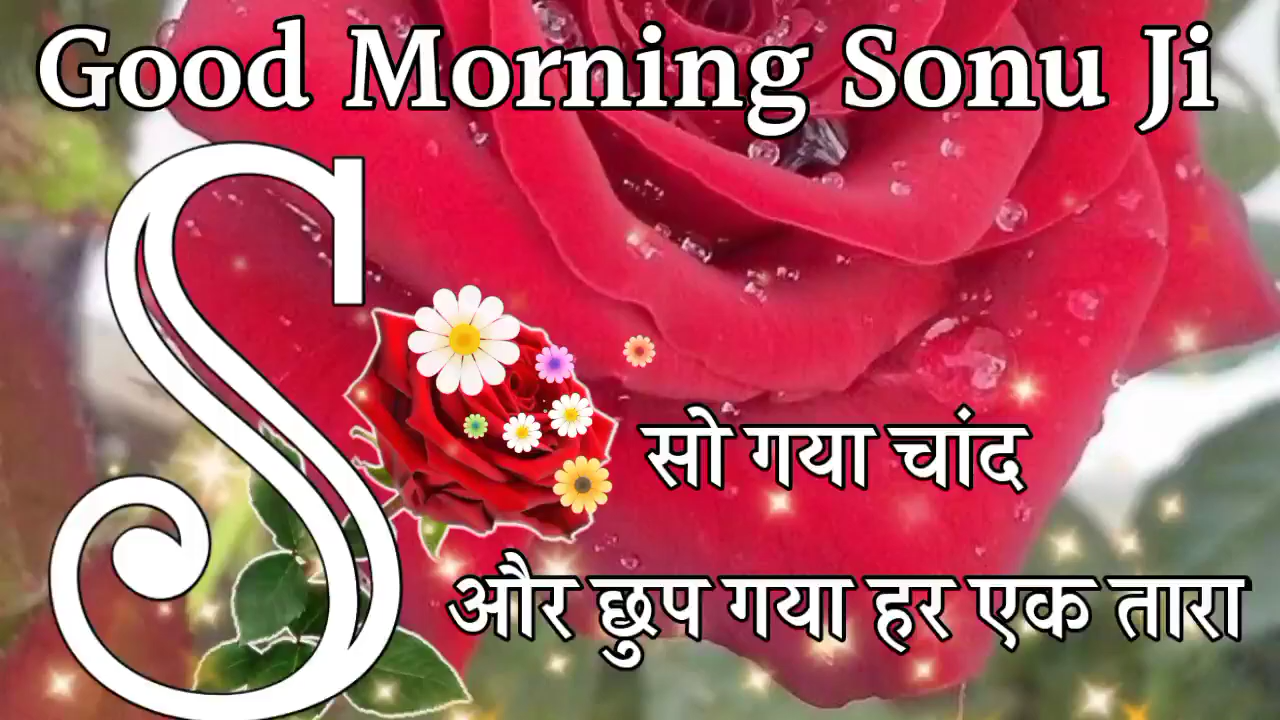 Good Morning Sonu Ji
S
सो गया चांद
और छुप गया हर एक तारा